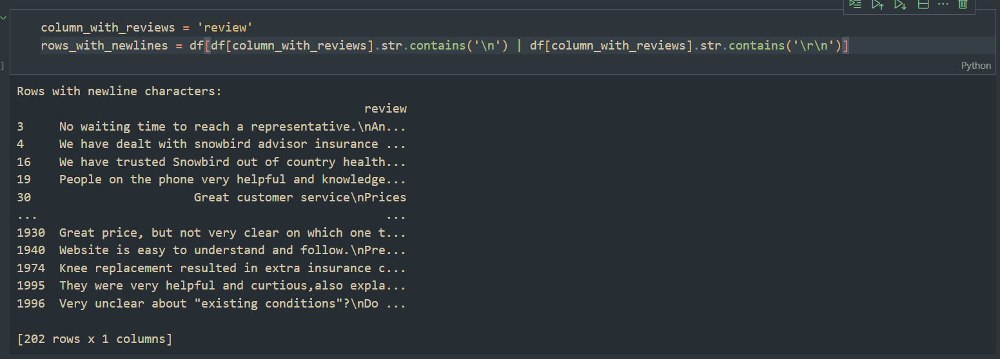 column_with_reviews = 'review'
rows_with_newlines = df[df[column_with_reviews].str.contains('\n') | df[column_with_reviews].str.contains('\r\n')]
]
Python
Rows with newline characters:
review
3 No waiting time to reach a representative.\nAn...
4 We have dealt with snowbird advisor insurance ...
16 We have trusted Snowbird out of country health...
19 People on the phone very helpful and knowledge...
30 Great customer service\nPrices
... ...
1930 Great price, but not very clear on which one t...
1940 Website is easy to understand and follow.\nPre...
1974 Knee replacement resulted in extra insurance c...
1995 They were very helpful and curtious,also expla...
1996 Very unclear about "existing conditions"?\nDo ...
[202 rows x 1 columns]